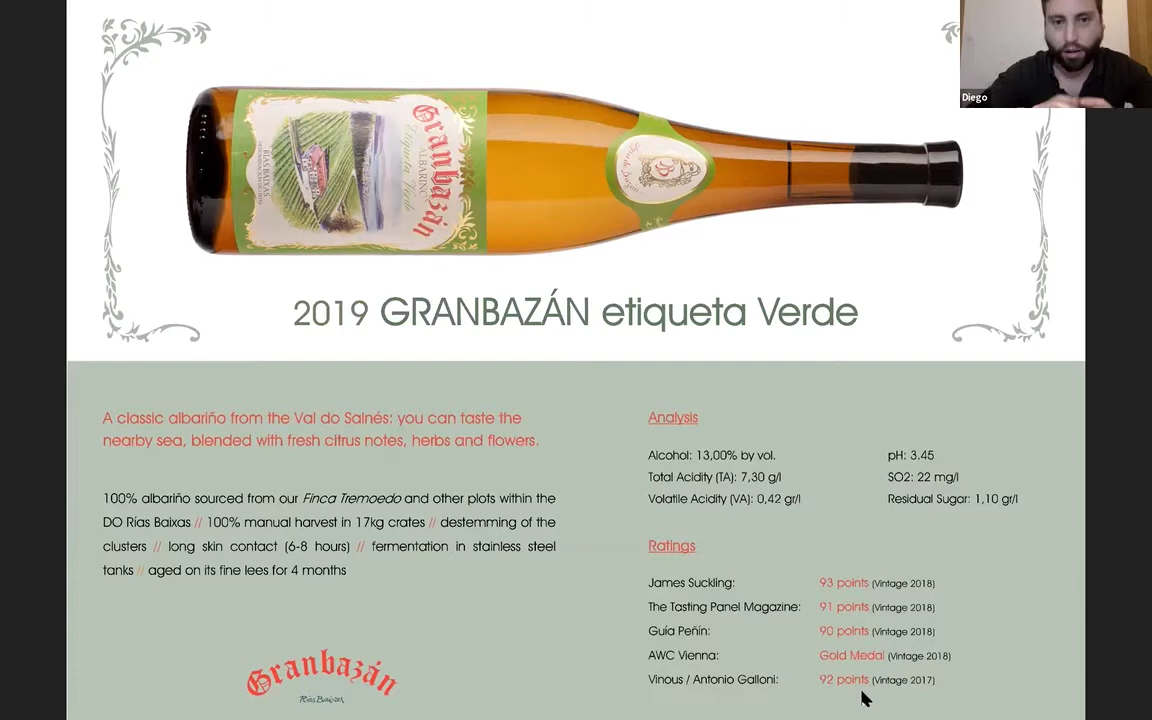 Diego
Granbazán
Etiqueta Verde
ALBARIÑO
RÍAS BAIXAS
2019 GRANBAZÁN etiqueta Verde
A classic albariño from the Val do Salnés: you can taste the
nearby sea, blended with fresh citrus notes, herbs and flowers.
100% albariño sourced from our Finca Tremoedo and other plots within the
DO Rías Baixas // 100% manual harvest in 17kg crates // destemming of the
clusters // long skin contact (6-8 hours) // fermentation in stainless steel
tanks // aged on its fine lees for 4 months
Granbazán
Rías Baixas
Analysis
Alcohol: 13,00% by vol.
pH: 3.45
Total Acidity (TA): 7,30 g/l
SO2: 22 mg/l
Volatile Acidity (VA): 0,42 gr/l
Residual Sugar: 1,10 gr/l
Ratings
James Suckling: 93 points (Vintage 2018)
The Tasting Panel Magazine: 91 points (Vintage 2018)
Guía Peñín: 90 points (Vintage 2018)
AWC Vienna: Gold Medal (Vintage 2018)
Vinous / Antonio Galloni: 92 points (Vintage 2017)